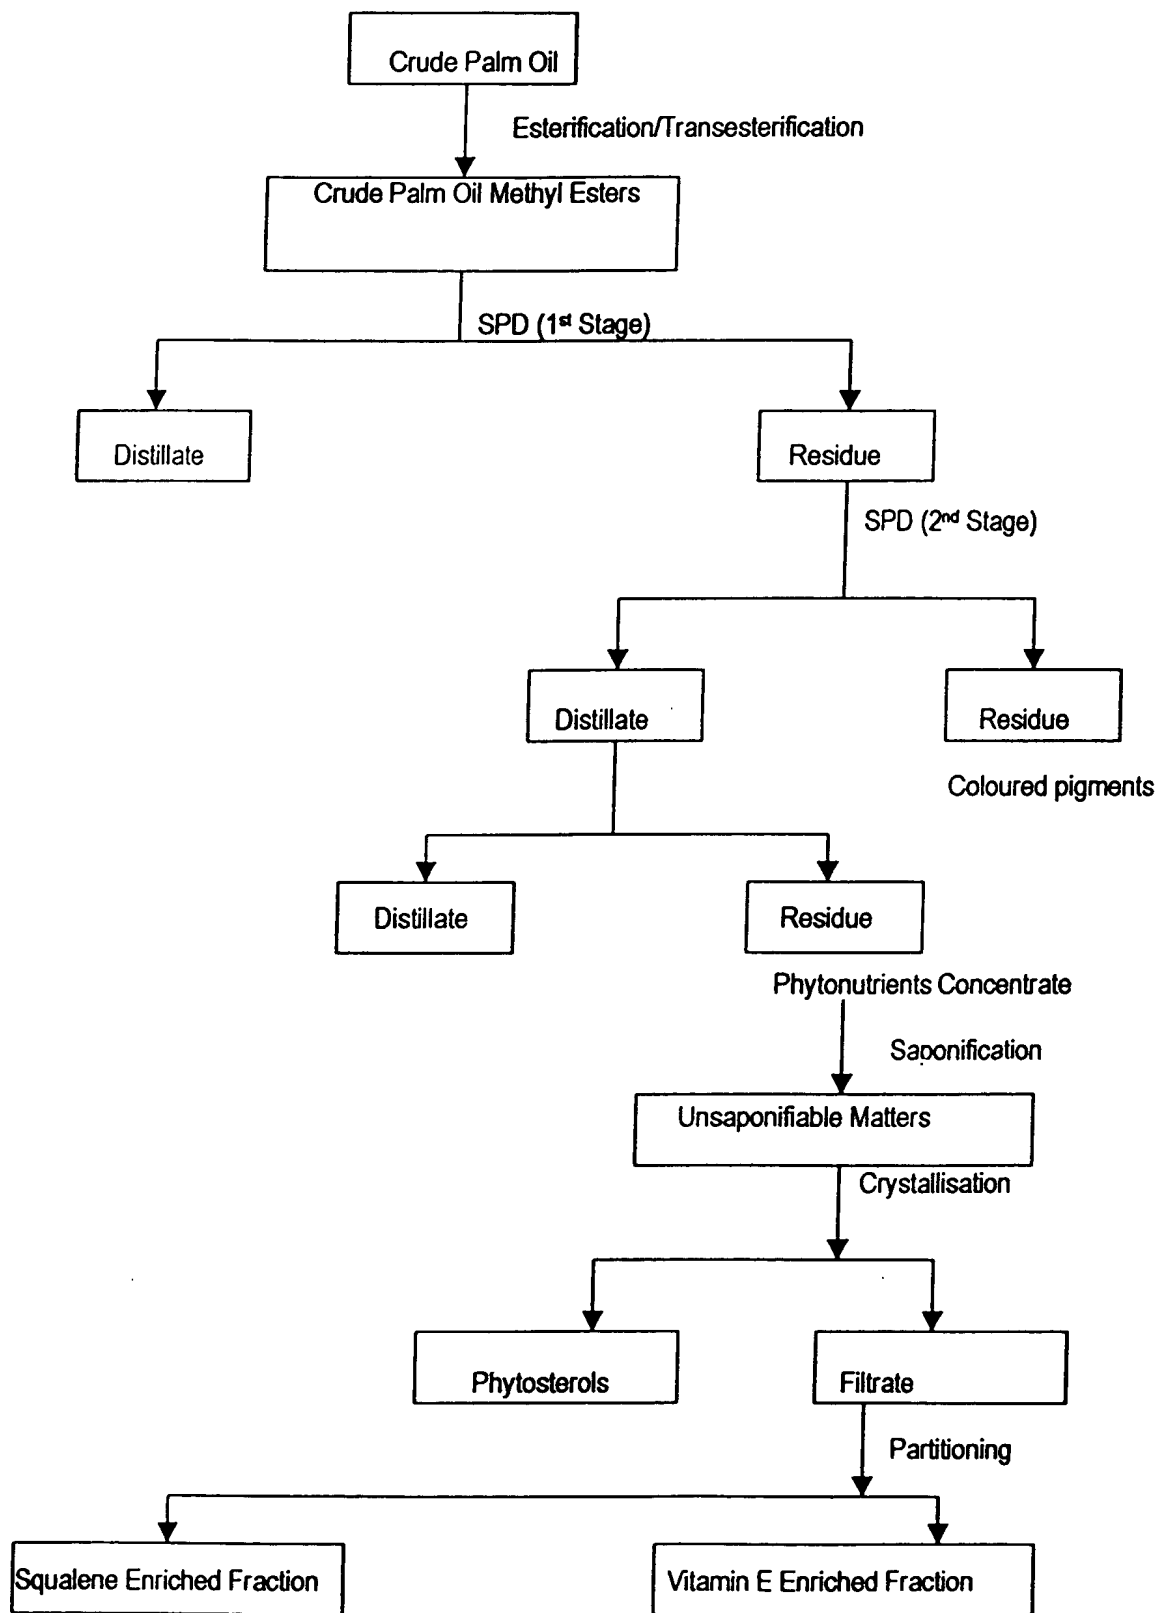 Crude Palm Oil
Esterification/Transesterification
Crude Palm Oil Methyl Esters
SPD (1st Stage)
Distillate
Residue
SPD (2nd Stage)
Distillate
Residue
Coloured pigments
Distillate
Residue
Phytonutrients Concentrate
Saponification
Unsaponifiable Matters
Crystallisation
Phytosterols
Filtrate
Partitioning
Squalene Enriched Fraction
Vitamin E Enriched Fraction